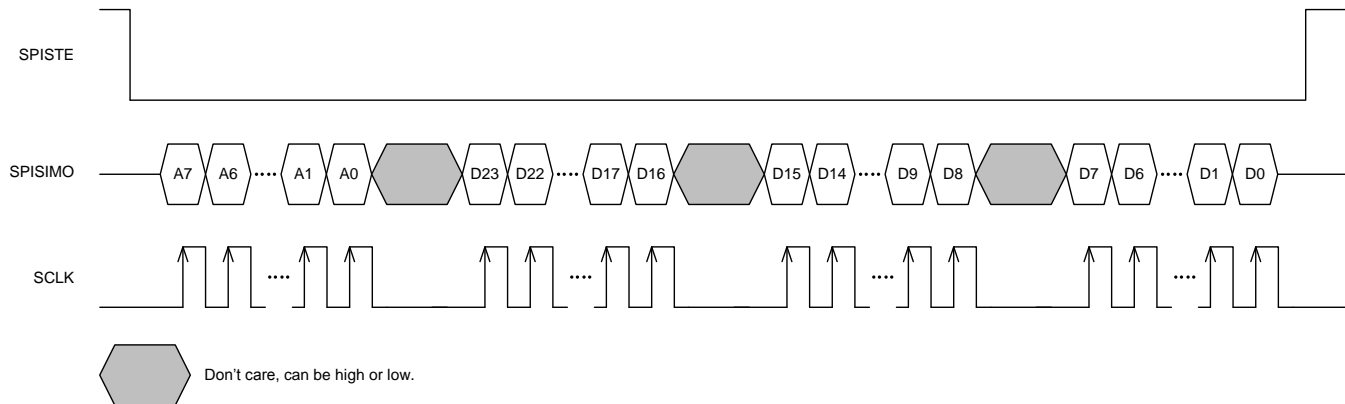 SPISTE
SPISIMO A7 A6 A1 A0 D23 D22 D17 D16 D15 D14 D9 D8 D7 D6 D1 D0
SCLK
Don't care, can be high or low.